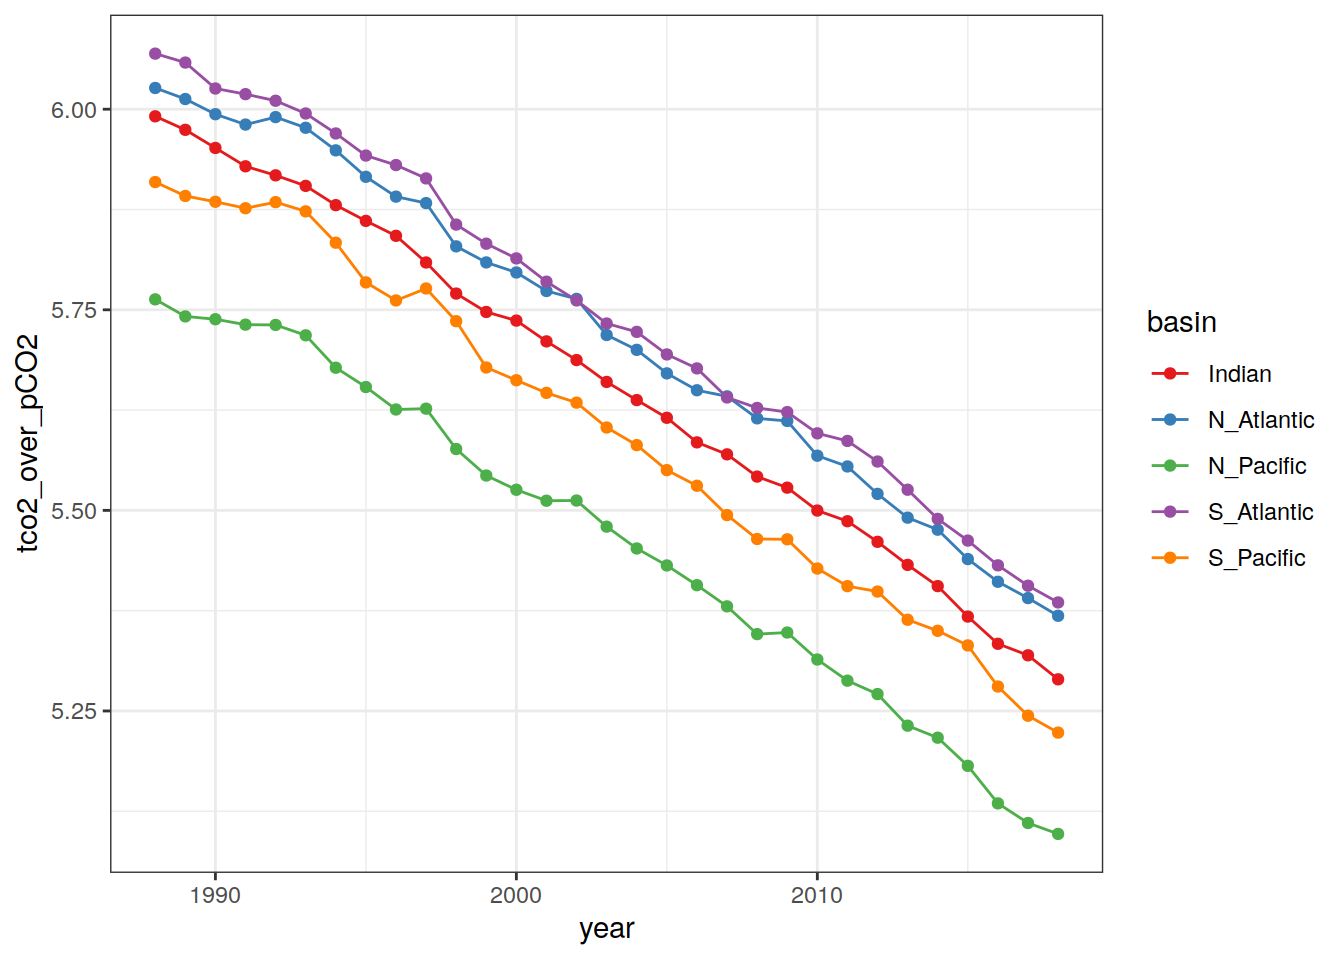 6.00
5.75
5.50
5.25
tco2_over_pCO2
1990
2000
2010
year
basin
Indian
N_Atlantic
N_Pacific
S_Atlantic
S_Pacific